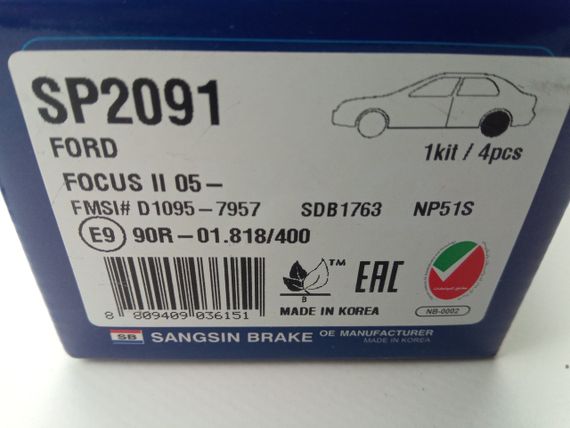 SP2091
FORD
1kit / 4pcs
FOCUS II 05-
FMSI# D1095-7957 SDB1763 NP51S
E9 90R-01.818/400
B
TM
EAC
8 809409 036151
MADE IN KOREA
NB-0002
SB SANGSIN BRAKE OE MANUFACTURER
MADE IN KOREA